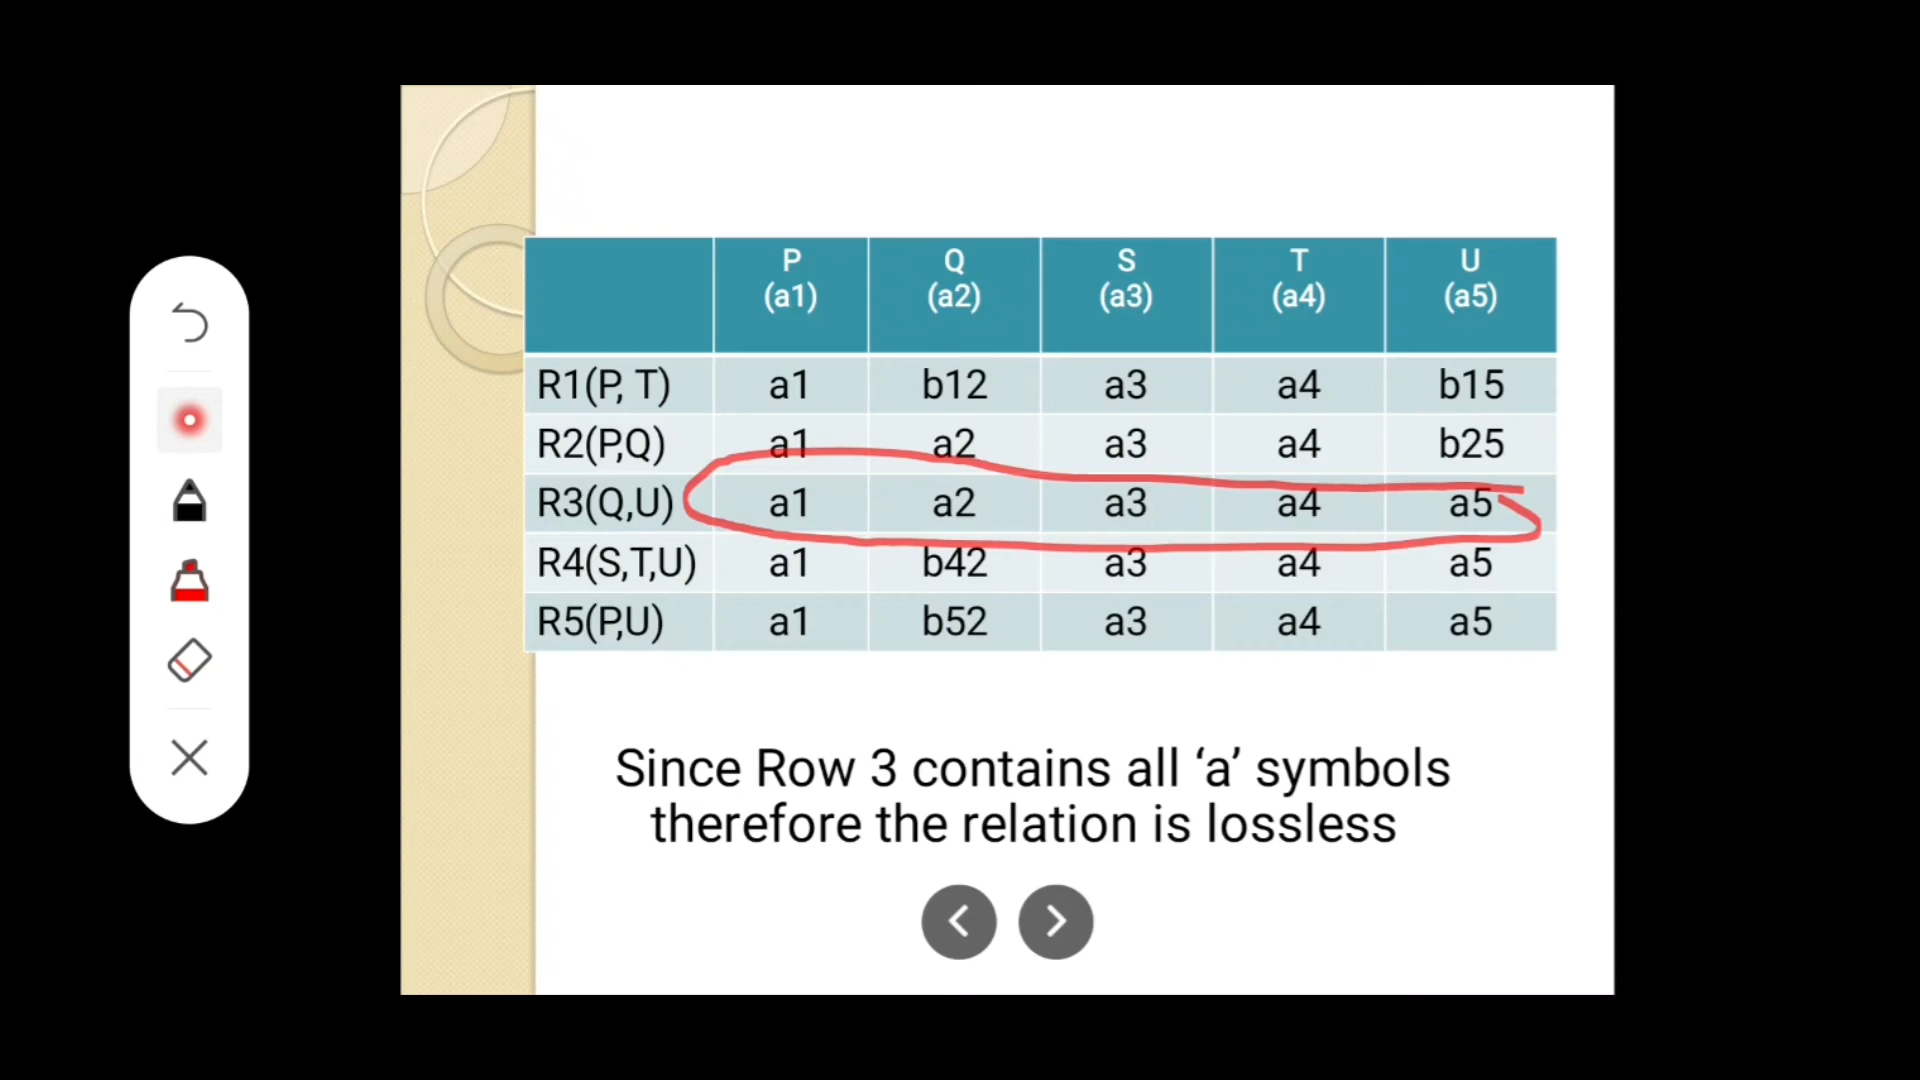 P Q S T U
(a1) (a2) (a3) (a4) (a5)
R1(P, T) a1 b12 a3 a4 b15
R2(P,Q) a1 a2 a3 a4 b25
R3(Q,U) a1 a2 a3 a4 a5
R4(S,T,U) a1 b42 a3 a4 a5
R5(P,U) a1 b52 a3 a4 a5
Since Row 3 contains all ‘a’ symbols
therefore the relation is lossless